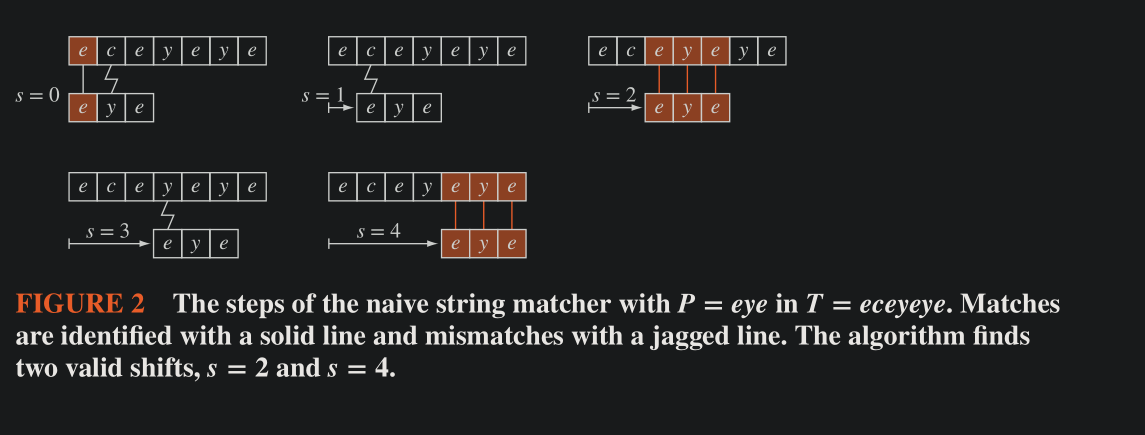 e c e y e y e e c e y e y e e c e y e y e
s = 0 s = 1 s = 2
e y e e y e e y e
e c e y e y e e c e y e y e
s = 3 s = 4
e y e e y e
FIGURE 2 The steps of the naive string matcher with P = eye in T = eceyeye. Matches
are identified with a solid line and mismatches with a jagged line. The algorithm finds
two valid shifts, s = 2 and s = 4.